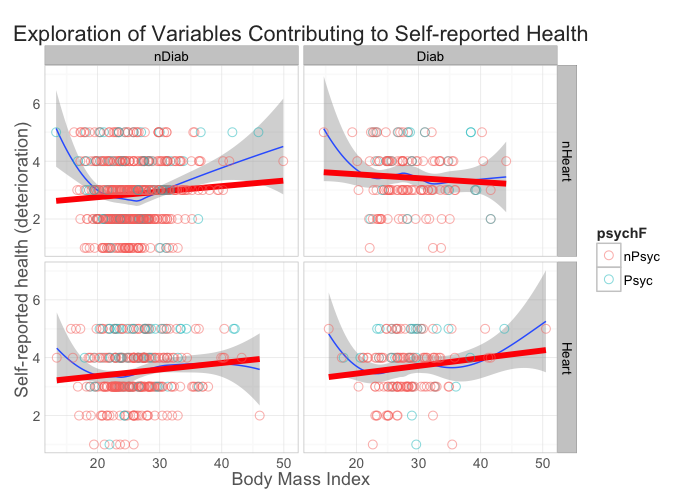 Exploration of Variables Contributing to Self-reported Health
nDiab Diab
6
4
2
nHeart
6
4
2
Heart
Self-reported health (deterioration)
20 30 40 50 20 30 40 50
Body Mass Index
psychF
nPsyc
Psyc